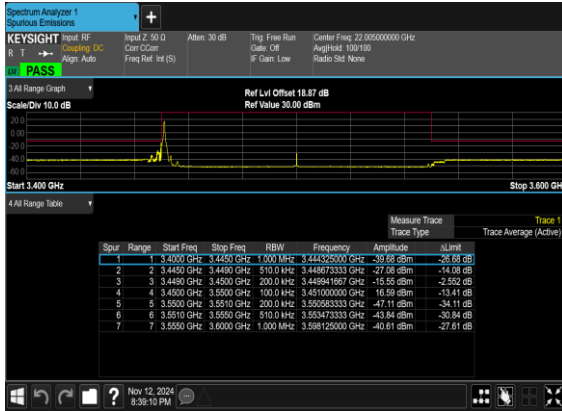 Spectrum Analyzer 1
Spurious Emissions
+
KEYSIGHT Input: RF Input Z: 50 Ω Atten: 30 dB Trig: Free Run Center Freq: 22.005000000 GHz
R T Coupling: DC Corr CCorr Gate: Off Avg|Hold: 100/100
Align: Auto Freq Ref: Int (S) IF Gain: Low Radio Std: None
PASS
3 All Range Graph Ref Lvl Offset 18.87 dB
Scale/Div 10.0 dB Ref Value 30.00 dBm
20.0
0.00
-20.0
-40.0
-60.0
Start 3.400 GHz Stop 3.600 GH
4 All Range Table
Measure Trace Trace 1
Trace Type Trace Average (Active)
Spur Range Start Freq Stop Freq RBW Frequency Amplitude ΔLimit
1 1 3.4000 GHz 3.4450 GHz 1.000 MHz 3.444325000 GHz -39.68 dBm -26.68 dB
2 2 3.4450 GHz 3.4490 GHz 510.0 kHz 3.448673333 GHz -27.08 dBm -14.08 dB
3 3 3.4490 GHz 3.4500 GHz 200.0 kHz 3.449941667 GHz -15.55 dBm -2.552 dB
4 4 3.4500 GHz 3.5500 GHz 100.0 kHz 3.451000000 GHz 16.59 dBm -13.41 dB
5 5 3.5500 GHz 3.5510 GHz 200.0 kHz 3.550583333 GHz -47.11 dBm -34.11 dB
6 6 3.5510 GHz 3.5550 GHz 510.0 kHz 3.553473333 GHz -43.84 dBm -30.84 dB
7 7 3.5550 GHz 3.6000 GHz 1.000 MHz 3.598125000 GHz -40.61 dBm -27.61 dB
? Nov 12, 2024
8:39:10 PM